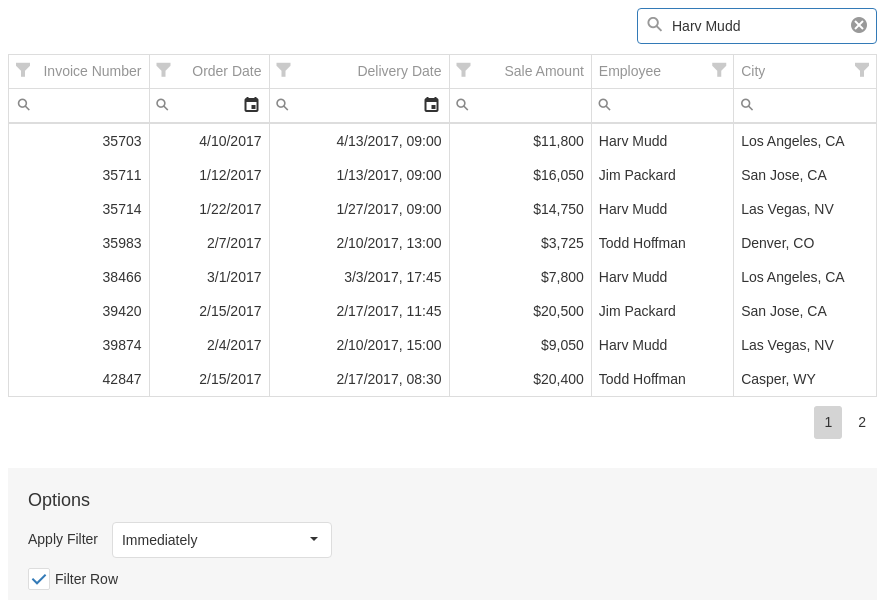 Harv Mudd
Invoice Number Order Date Delivery Date Sale Amount Employee City
35703 4/10/2017 4/13/2017, 09:00 $11,800 Harv Mudd Los Angeles, CA
35711 1/12/2017 1/13/2017, 09:00 $16,050 Jim Packard San Jose, CA
35714 1/22/2017 1/27/2017, 09:00 $14,750 Harv Mudd Las Vegas, NV
35983 2/7/2017 2/10/2017, 13:00 $3,725 Todd Hoffman Denver, CO
38466 3/1/2017 3/3/2017, 17:45 $7,800 Harv Mudd Los Angeles, CA
39420 2/15/2017 2/17/2017, 11:45 $20,500 Jim Packard San Jose, CA
39874 2/4/2017 2/10/2017, 15:00 $9,050 Harv Mudd Las Vegas, NV
42847 2/15/2017 2/17/2017, 08:30 $20,400 Todd Hoffman Casper, WY
1 2
Options
Apply Filter Immediately
Filter Row